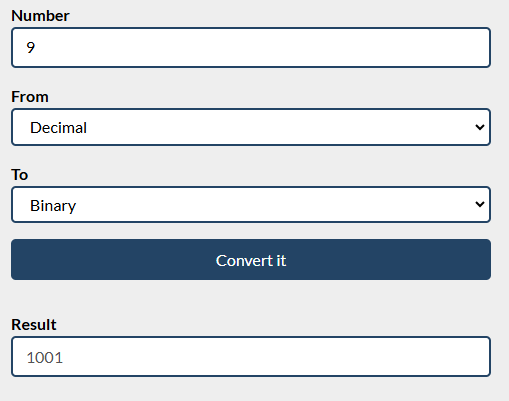 Number
9
From
Decimal
To
Binary
Convert it
Result
1001